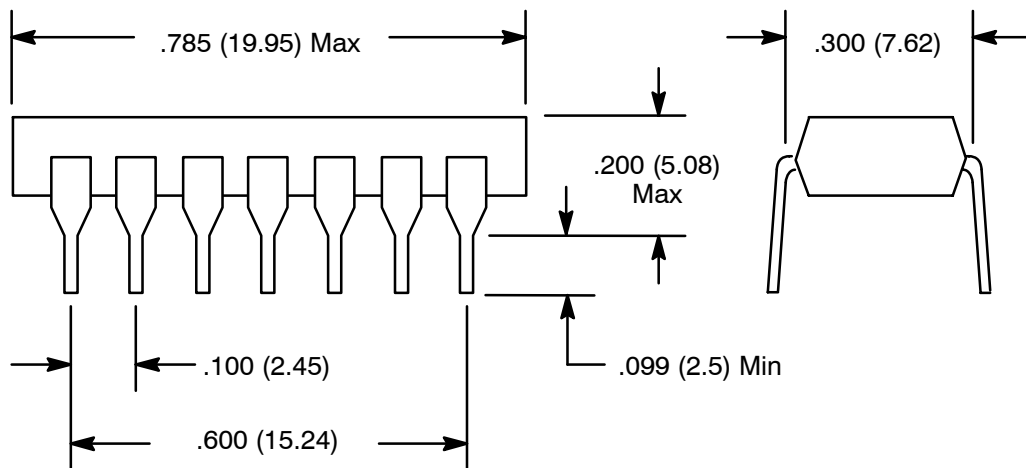 .785 (19.95) Max
.300 (7.62)
.200 (5.08)
Max
.100 (2.45)
.099 (2.5) Min
.600 (15.24)